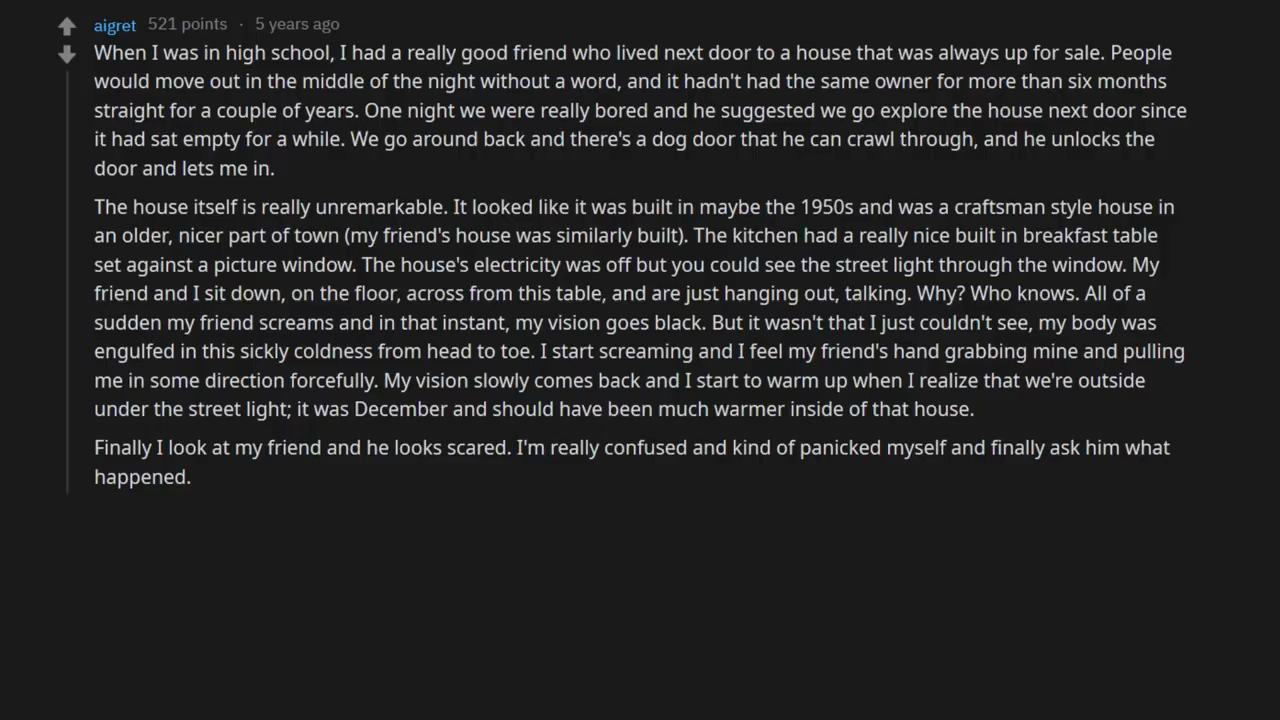 aigret 521 points · 5 years ago
When I was in high school, I had a really good friend who lived next door to a house that was always up for sale. People
would move out in the middle of the night without a word, and it hadn't had the same owner for more than six months
straight for a couple of years. One night we were really bored and he suggested we go explore the house next door since
it had sat empty for a while. We go around back and there's a dog door that he can crawl through, and he unlocks the
door and lets me in.
The house itself is really unremarkable. It looked like it was built in maybe the 1950s and was a craftsman style house in
an older, nicer part of town (my friend's house was similarly built). The kitchen had a really nice built in breakfast table
set against a picture window. The house's electricity was off but you could see the street light through the window. My
friend and I sit down, on the floor, across from this table, and are just hanging out, talking. Why? Who knows. All of a
sudden my friend screams and in that instant, my vision goes black. But it wasn't that I just couldn't see, my body was
engulfed in this sickly coldness from head to toe. I start screaming and I feel my friend's hand grabbing mine and pulling
me in some direction forcefully. My vision slowly comes back and I start to warm up when I realize that we're outside
under the street light; it was December and should have been much warmer inside of that house.
Finally I look at my friend and he looks scared. I'm really confused and kind of panicked myself and finally ask him what
happened.